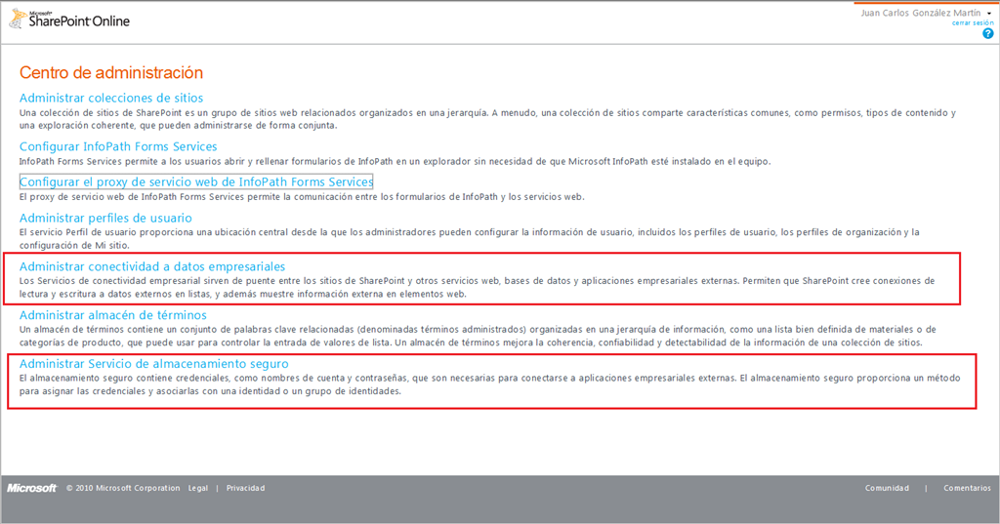 Microsoft®
SharePoint® Online
Juan Carlos González Martín
cerrar sesión
?
Centro de administración
Administrar colecciones de sitios
Una colección de sitios de SharePoint es un grupo de sitios web relacionados organizados en una jerarquía. A menudo, una colección de sitios comparte características comunes, como permisos, tipos de contenido y
una exploración coherente, que pueden administrarse de forma conjunta.
Configurar InfoPath Forms Services
InfoPath Forms Services permite a los usuarios abrir y rellenar formularios de InfoPath en un explorador sin necesidad de que Microsoft InfoPath esté instalado en el equipo.
Configurar el proxy de servicio web de InfoPath Forms Services
El proxy de servicio web de InfoPath Forms Services permite la comunicación entre los formularios de InfoPath y los servicios web.
Administrar perfiles de usuario
El servicio Perfil de usuario proporciona una ubicación central desde la que los administradores pueden configurar la información de usuario, incluidos los perfiles de usuario, los perfiles de organización y la
configuración de Mi sitio.
Administrar conectividad a datos empresariales
Los Servicios de conectividad empresarial sirven de puente entre los sitios de SharePoint y otros servicios web, bases de datos y aplicaciones empresariales externas. Permiten que SharePoint cree conexiones de
lectura y escritura a datos externos en listas, y además muestre información externa en elementos web.
Administrar almacén de términos
Un almacén de términos contiene un conjunto de palabras clave relacionadas (denominadas términos administrados) organizadas en una jerarquía de información, como una lista bien definida de materiales o de
categorías de producto, que puede usar para controlar la entrada de valores de lista. Un almacén de términos mejora la coherencia, confiabilidad y detectabilidad de la información de una colección de sitios.
Administrar Servicio de almacenamiento seguro
El almacenamiento seguro contiene credenciales, como nombres de cuenta y contraseñas, que son necesarias para conectarse a aplicaciones empresariales externas. El almacenamiento seguro proporciona un método
para asignar las credenciales y asociarlas con una identidad o un grupo de identidades.
Microsoft © 2010 Microsoft Corporation Legal | Privacidad Comunidad | Comentarios